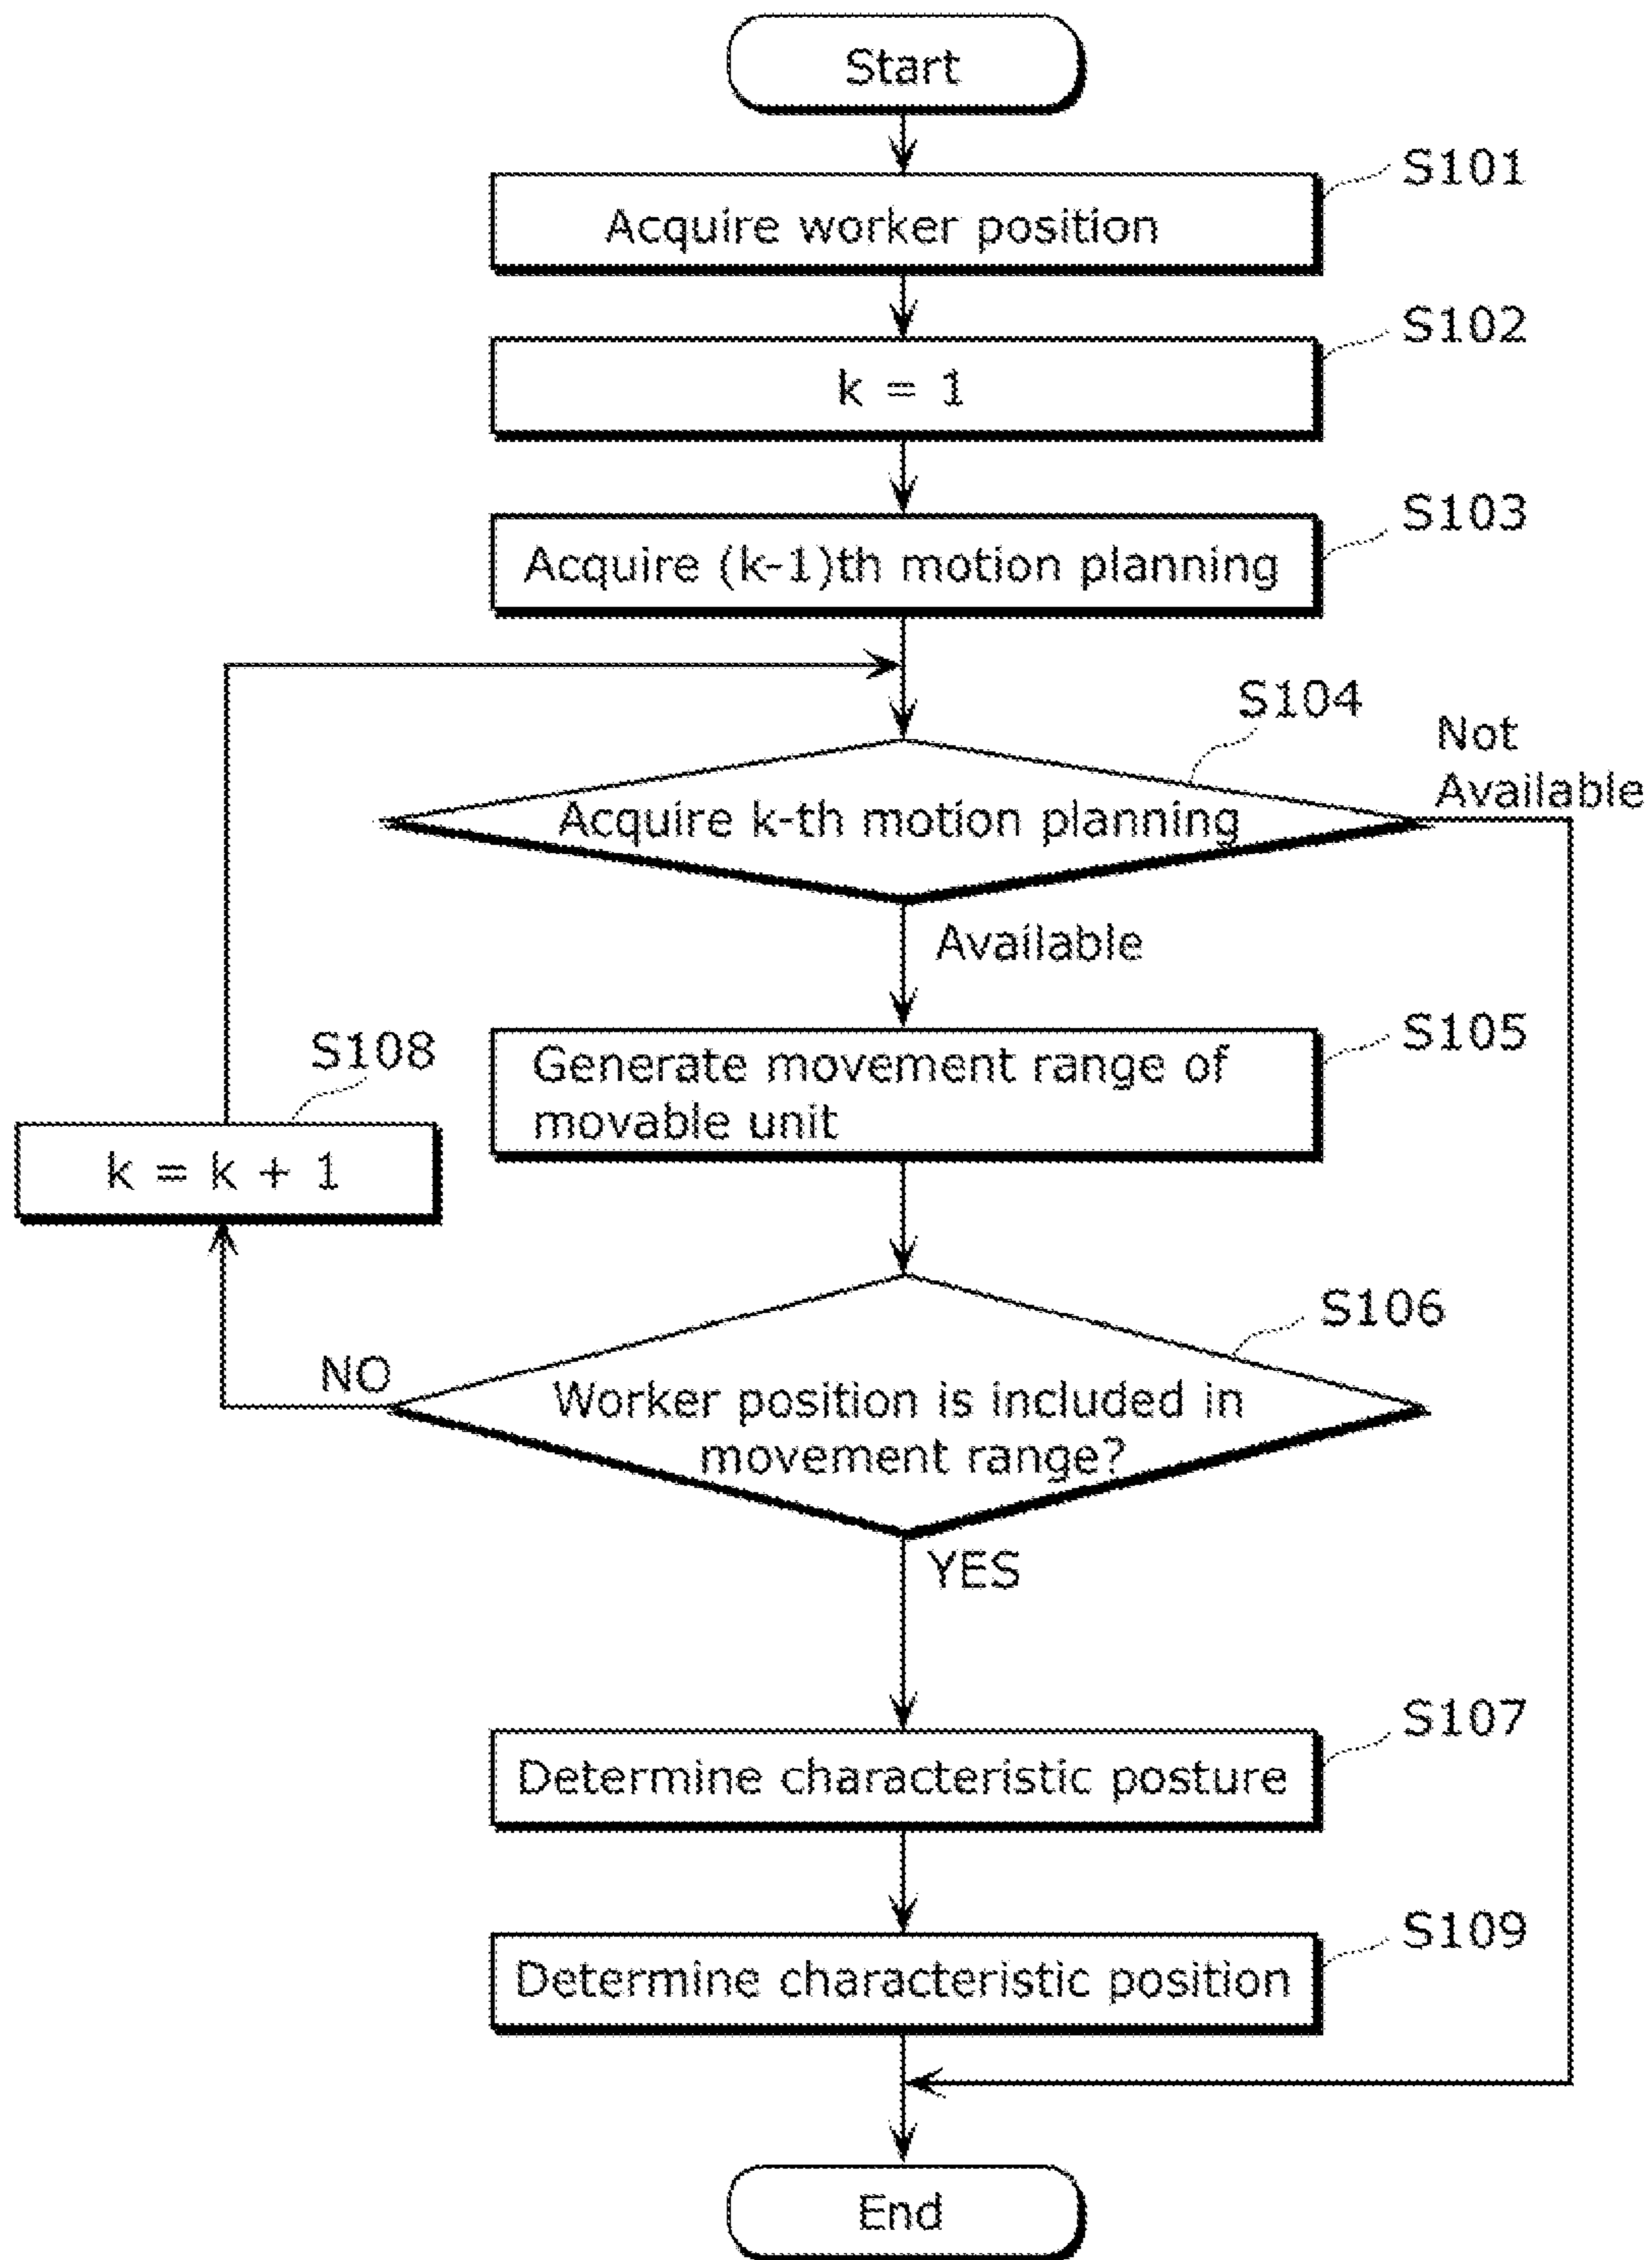 Start
S101
Acquire worker position
S102
k = 1
S103
Acquire (k-1)th motion planning
S104
Not
Available
Acquire k-th motion planning
Available
S105
Generate movement range of
movable unit
S108
k = k + 1
S106
NO
Worker position is included in
movement range?
YES
S107
Determine characteristic posture
S109
Determine characteristic position
End